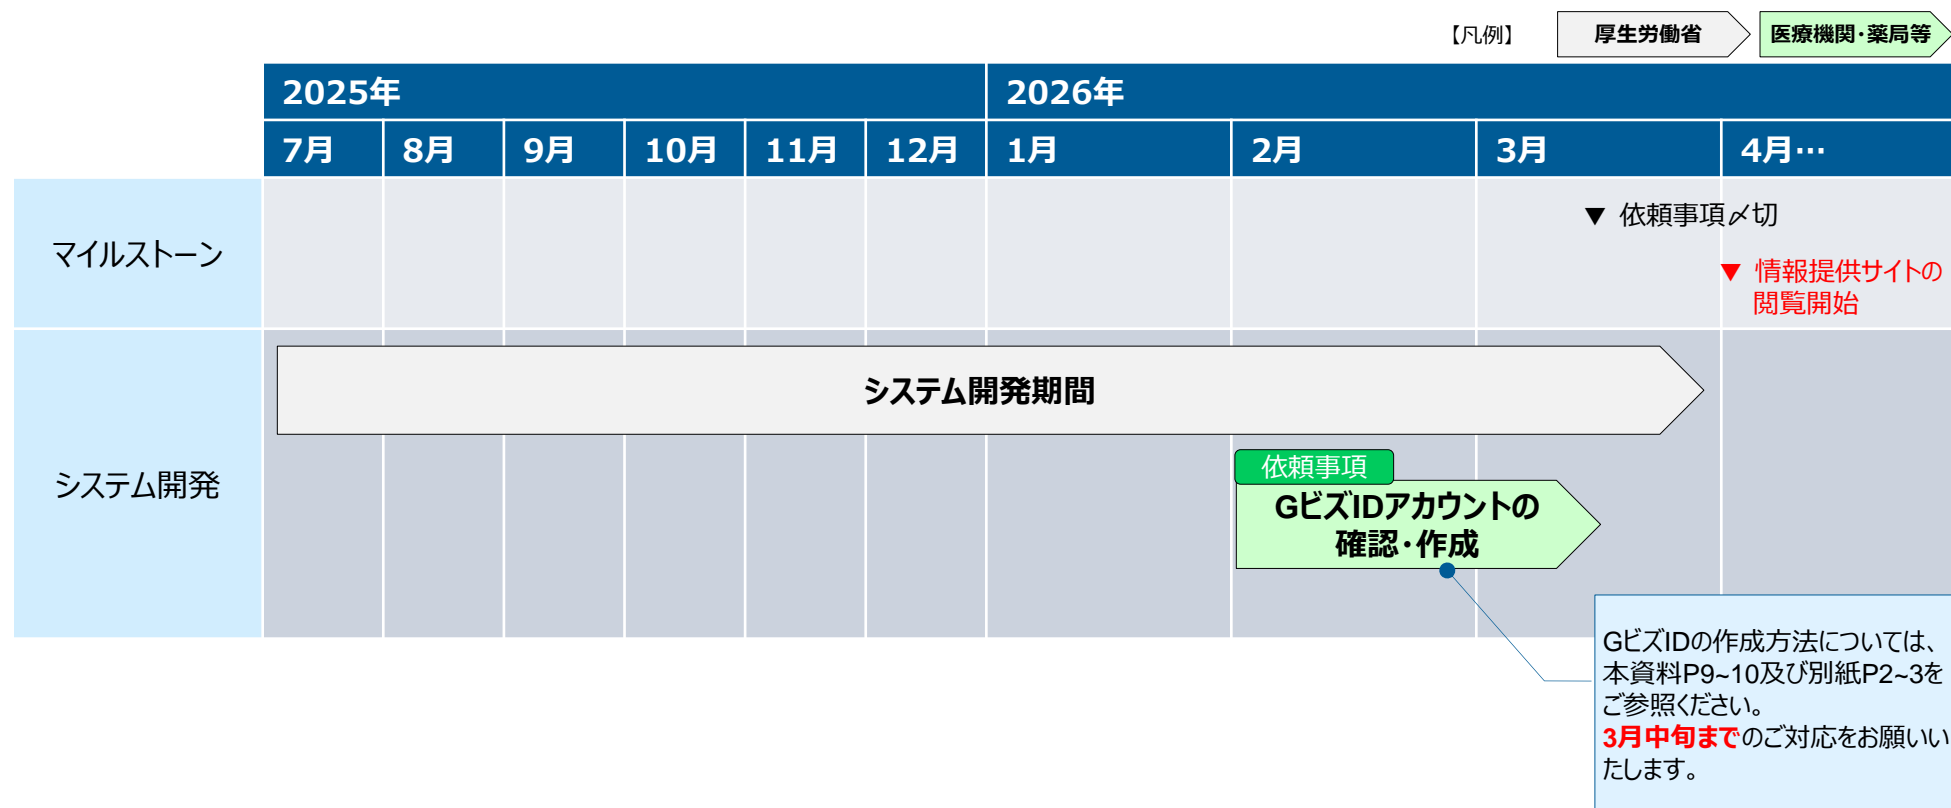 【凡例】
厚生労働省
医療機関・薬局等
2025年
2026年
7月
8月
9月
10月
11月
12月
1月
2月
3月
4月…
マイルストーン
▼ 依頼事項〆切
▼ 情報提供サイトの
閲覧開始
システム開発
システム開発期間
依頼事項
GビズIDアカウントの
確認・作成
GビズIDの作成方法については、
本資料P9~10及び別紙P2~3を
ご参照ください。
3月中旬までのご対応をお願いい
たします。